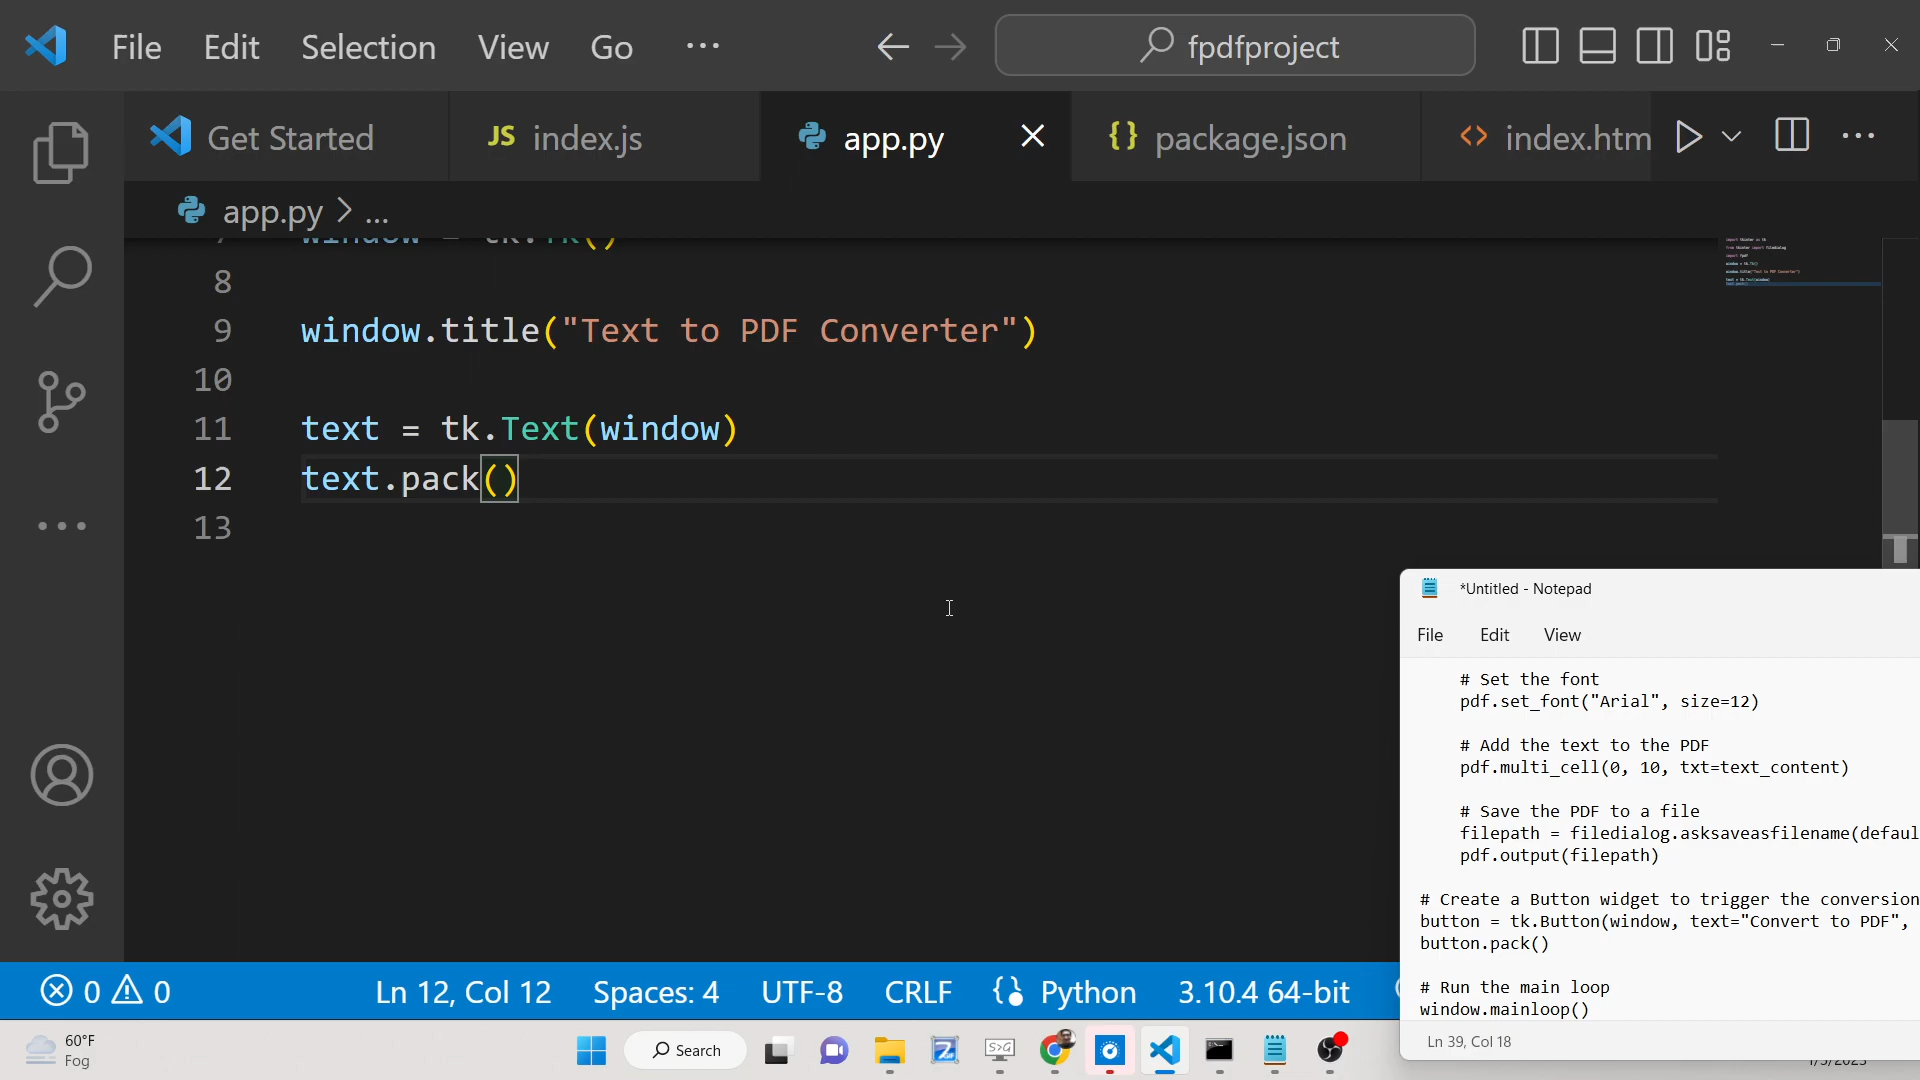 File Edit Selection View Go ...
fpdfproject
Get Started
JS index.js
app.py
{} package.json
<> index.htm
app.py > ...
7 window = tk.Tk()
8
9 window.title("Text to PDF Converter")
10
11 text = tk.Text(window)
12 text.pack()
13
*Untitled - Notepad
File Edit View
# Set the font
pdf.set_font("Arial", size=12)
# Add the text to the PDF
pdf.multi_cell(0, 10, txt=text_content)
# Save the PDF to a file
filepath = filedialog.asksaveasfilename(defaul
pdf.output(filepath)
# Create a Button widget to trigger the conversion
button = tk.Button(window, text="Convert to PDF",
button.pack()
# Run the main loop
window.mainloop()
Ln 39, Col 18
0 0 Ln 12, Col 12 Spaces: 4 UTF-8 CRLF Python 3.10.4 64-bit
60°F
Fog
Search